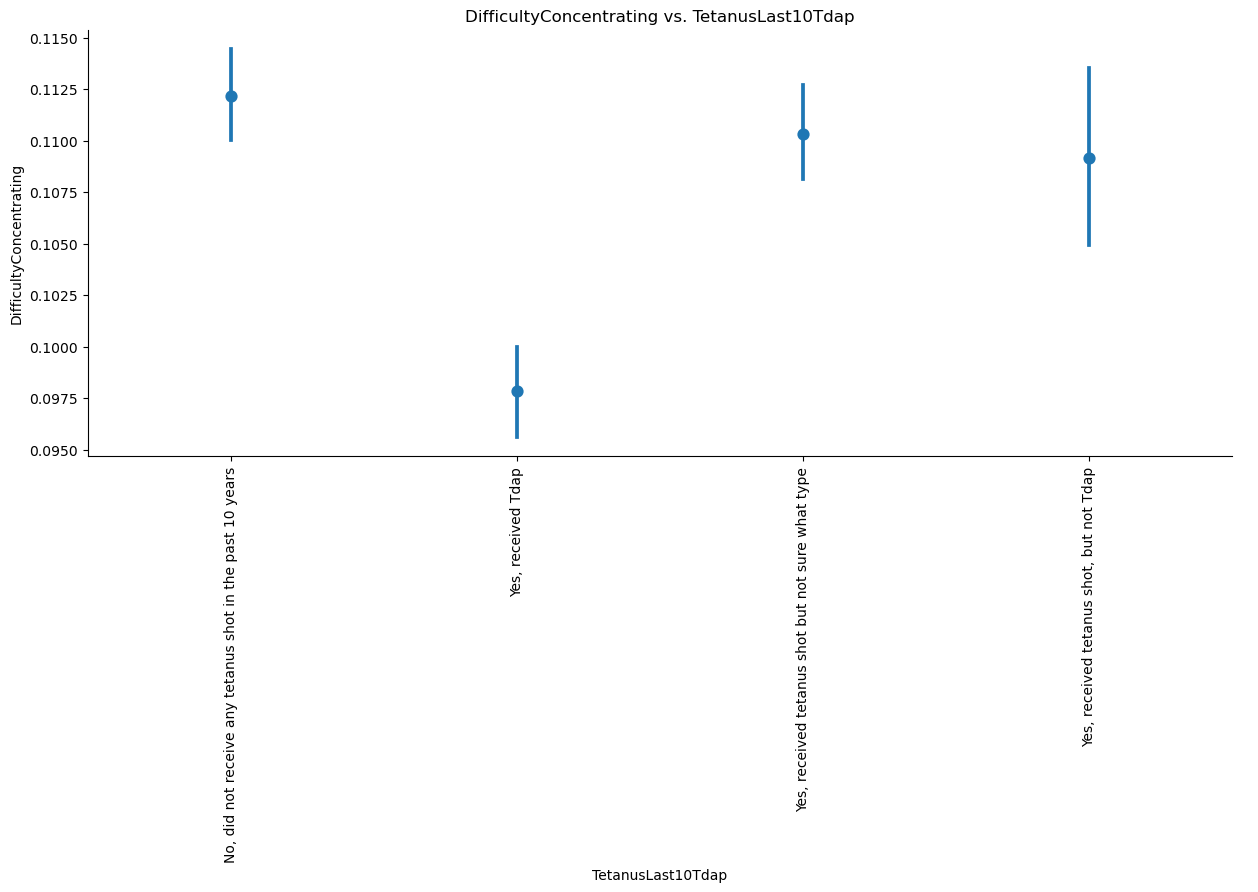 DifficultyConcentrating vs. TetanusLast10Tdap
DifficultyConcentrating
0.1150
0.1125
0.1100
0.1075
0.1050
0.1025
0.1000
0.0975
0.0950
No, did not receive any tetanus shot in the past 10 years
Yes, received Tdap
Yes, received tetanus shot but not sure what type
Yes, received tetanus shot, but not Tdap
TetanusLast10Tdap